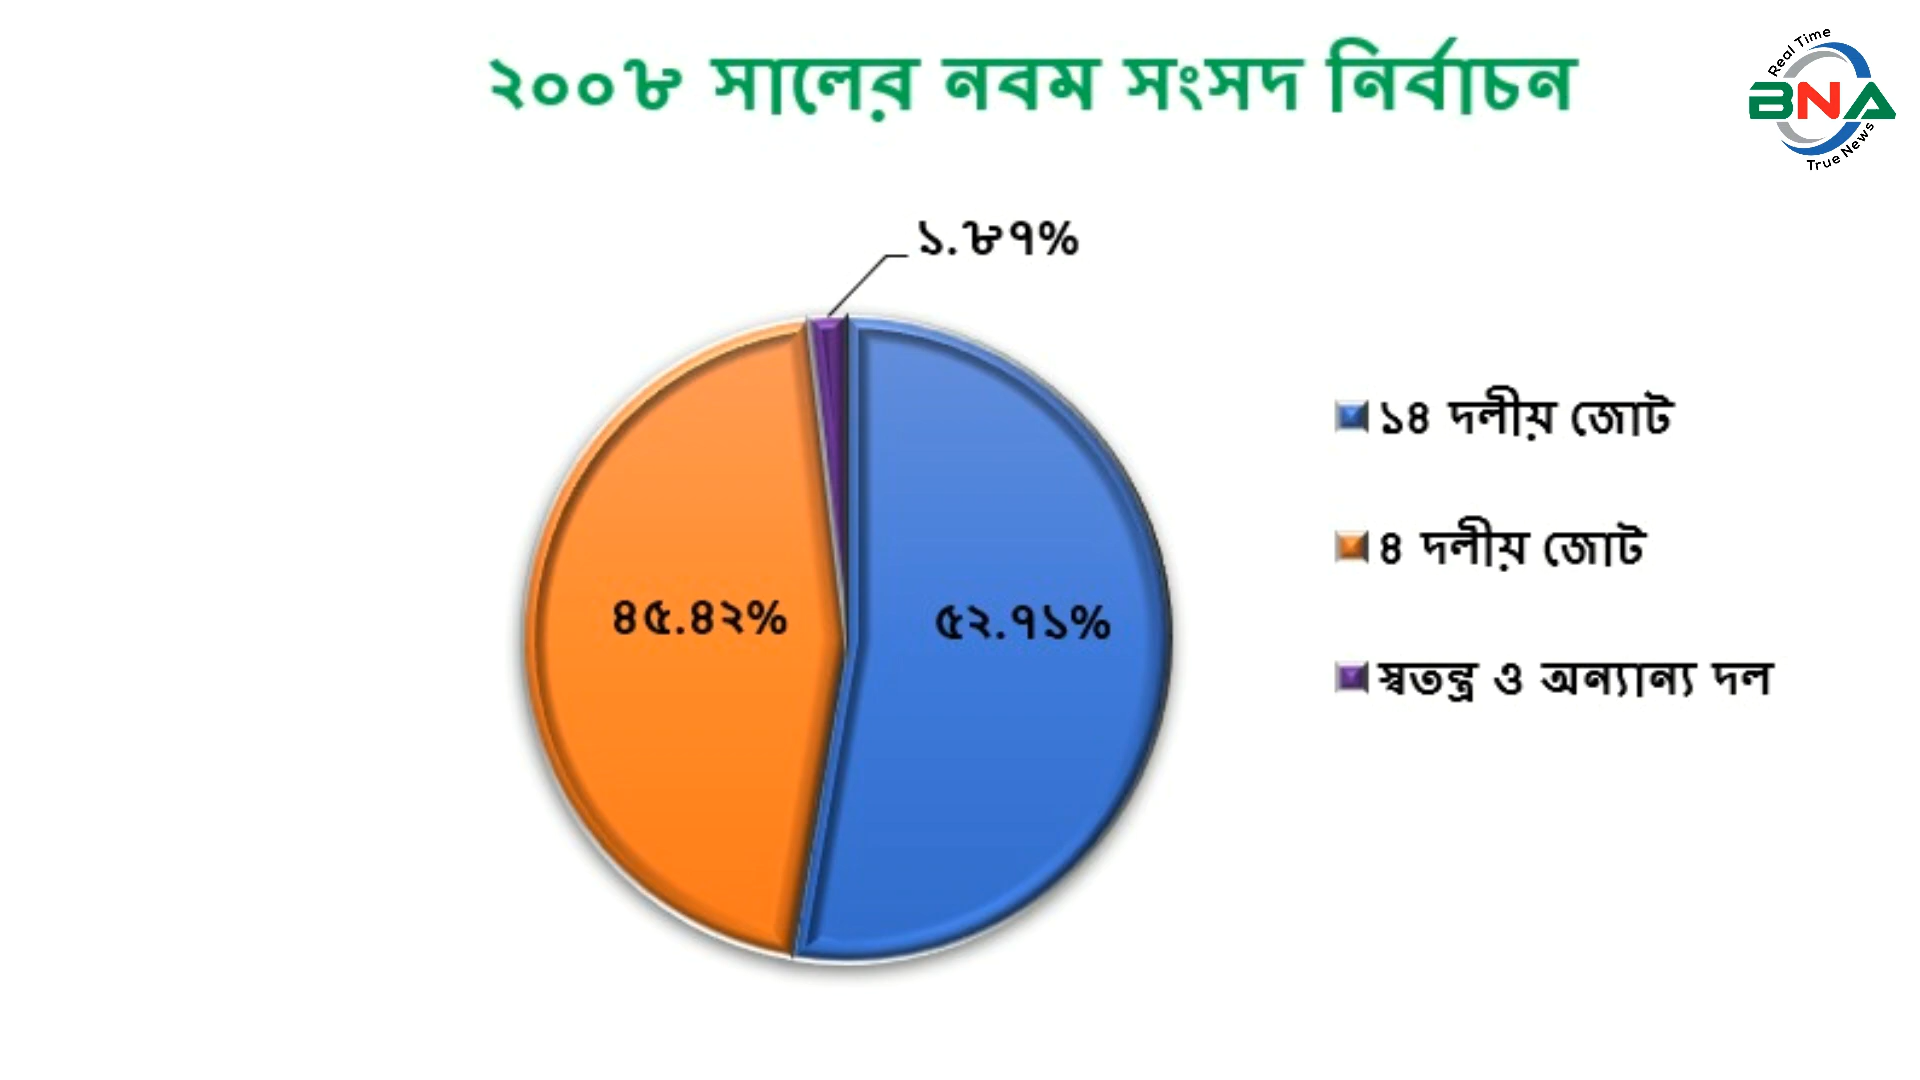 ২০০৮ সালের নবম সংসদ নির্বাচন
Real Time
BNA
True News
১.৮৭%
৪৫.৪২%
৫২.৭১%
১৪ দলীয় জোট
৪ দলীয় জোট
স্বতন্ত্র ও অন্যান্য দল